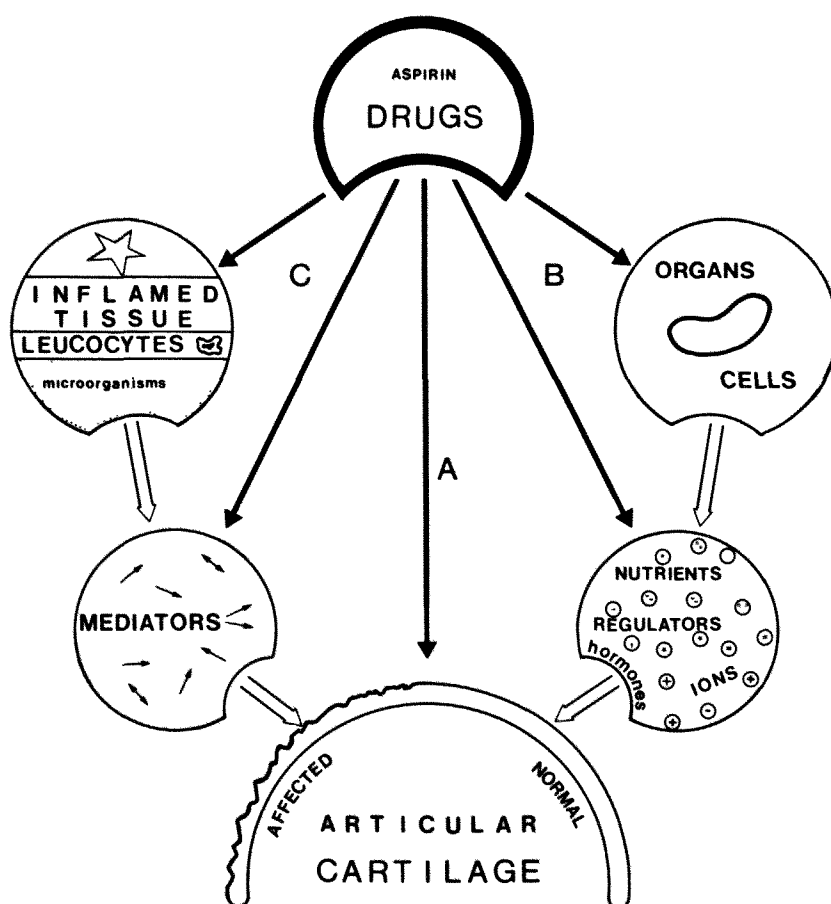 ASPIRIN
DRUGS
C
B
INFLAMED
TISSUE
LEUCOCYTES
microorganisms
ORGANS
CELLS
A
MEDIATORS
NUTRIENTS
REGULATORS
hormones
IONS
AFFECTED
NORMAL
ARTICULAR
CARTILAGE